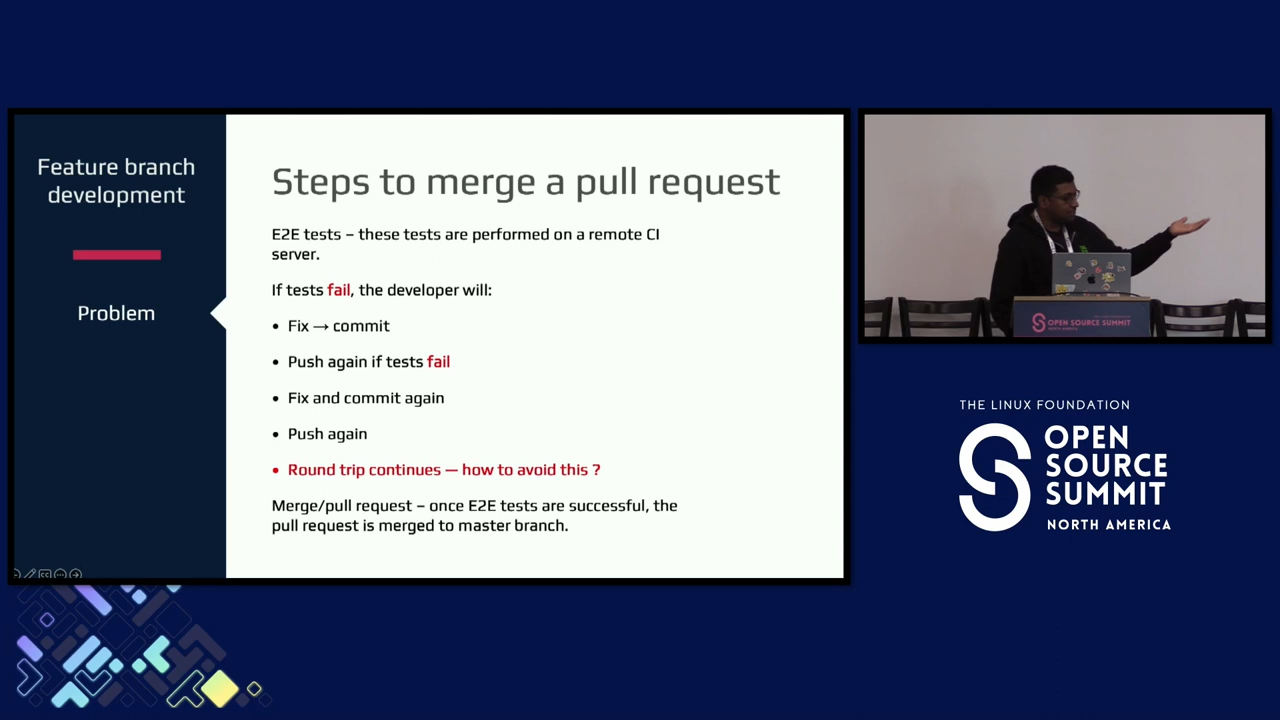 Feature branch
development
Problem
Steps to merge a pull request
E2E tests – these tests are performed on a remote CI
server.
If tests fail, the developer will:
• Fix → commit
• Push again if tests fail
• Fix and commit again
• Push again
• Round trip continues — how to avoid this ?
Merge/pull request – once E2E tests are successful, the
pull request is merged to master branch.
OPEN SOURCE SUMMIT
THE LINUX FOUNDATION
OPEN
SOURCE
SUMMIT
NORTH AMERICA